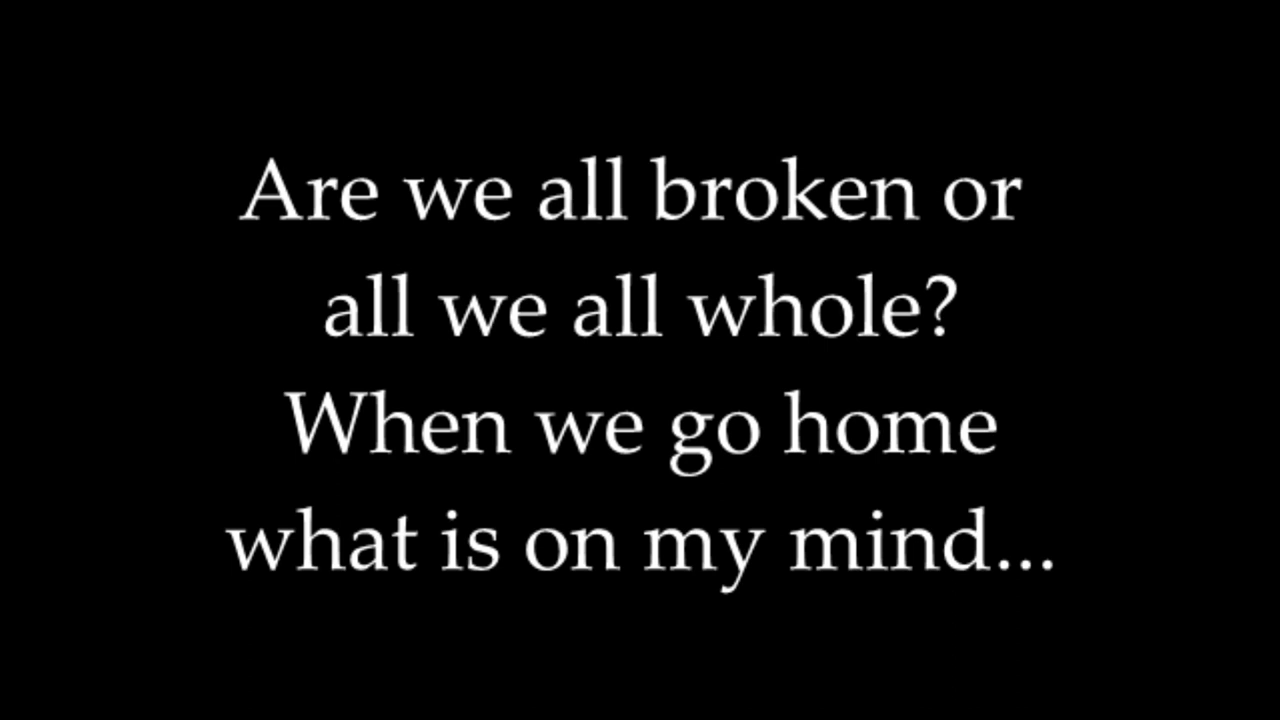 Are we all broken or
all we all whole?
When we go home
what is on my mind...